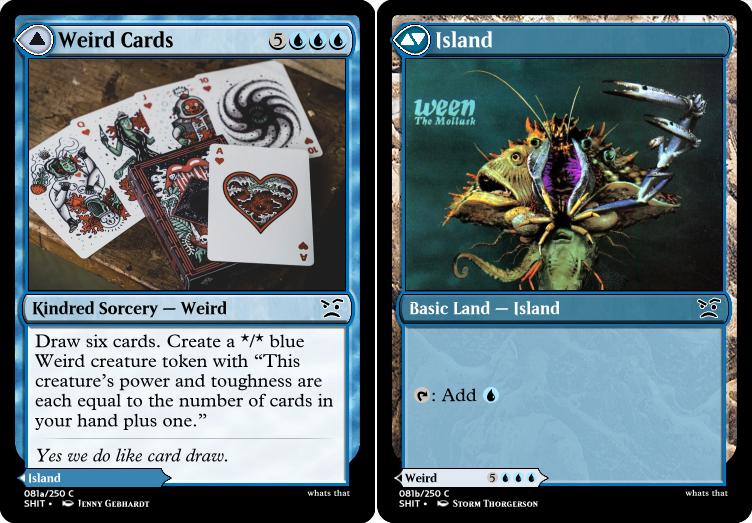 Weird Cards
5
Q
J
K
10
A
A
Kindred Sorcery — Weird
Draw six cards. Create a */* blue
Weird creature token with “This
creature's power and toughness are
each equal to the number of cards in
your hand plus one.”
Yes we do like card draw.
Island
081a/250 C
SHIT • Jenny Gebhardt
whats that
Island
ween
The Mollusk
Basic Land — Island
: Add
Weird 5
081b/250 C
SHIT • Storm Thorgerson
whats that